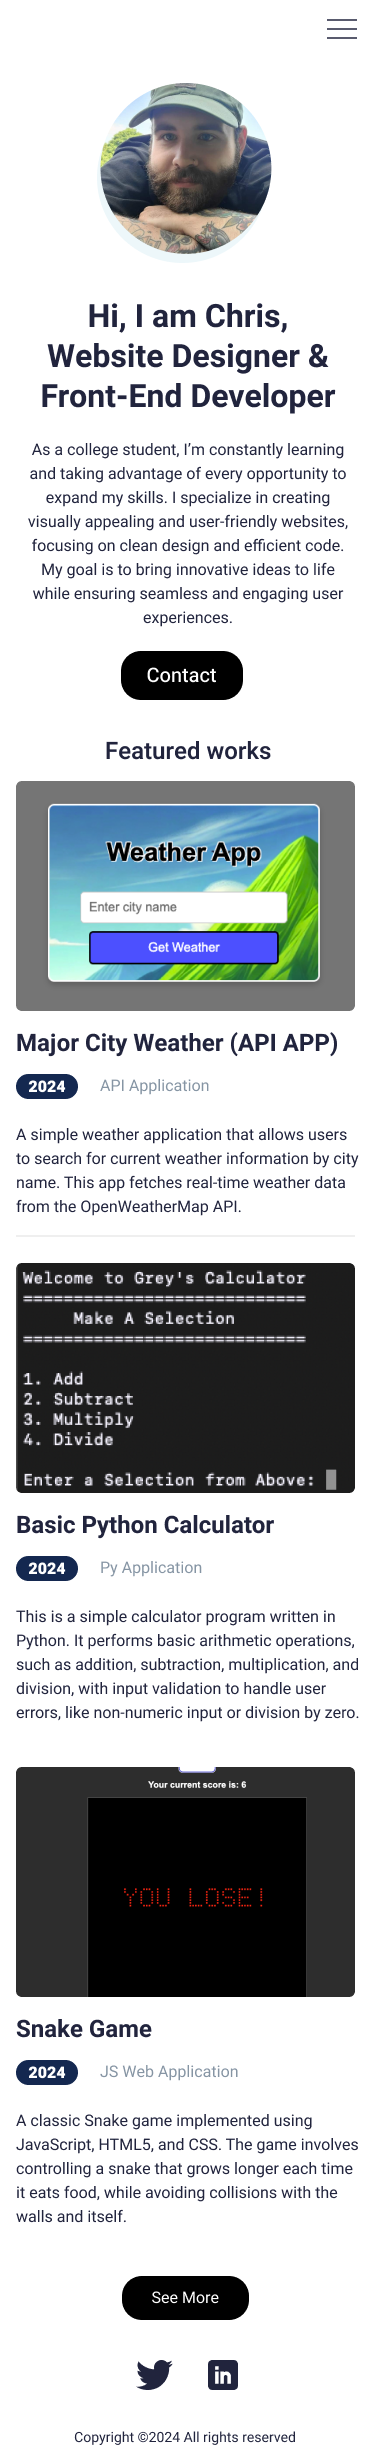 Hi, I am Chris,
Website Designer &
Front-End Developer
As a college student, I’m constantly learning
and taking advantage of every opportunity to
expand my skills. I specialize in creating
visually appealing and user-friendly websites,
focusing on clean design and efficient code.
My goal is to bring innovative ideas to life
while ensuring seamless and engaging user
experiences.
Contact
Featured works
Weather App
Enter city name
Get Weather
Major City Weather (API APP)
2024 API Application
A simple weather application that allows users
to search for current weather information by city
name. This app fetches real-time weather data
from the OpenWeatherMap API.
Welcome to Grey's Calculator
============================
Make A Selection
============================
1. Add
2. Subtract
3. Multiply
4. Divide
Enter a Selection from Above:
Basic Python Calculator
2024 Py Application
This is a simple calculator program written in
Python. It performs basic arithmetic operations,
such as addition, subtraction, multiplication, and
division, with input validation to handle user
errors, like non-numeric input or division by zero.
Your current score is: 6
YOU LOSE!
Snake Game
2024 JS Web Application
A classic Snake game implemented using
JavaScript, HTML5, and CSS. The game involves
controlling a snake that grows longer each time
it eats food, while avoiding collisions with the
walls and itself.
See More
in
Copyright ©2024 All rights reserved